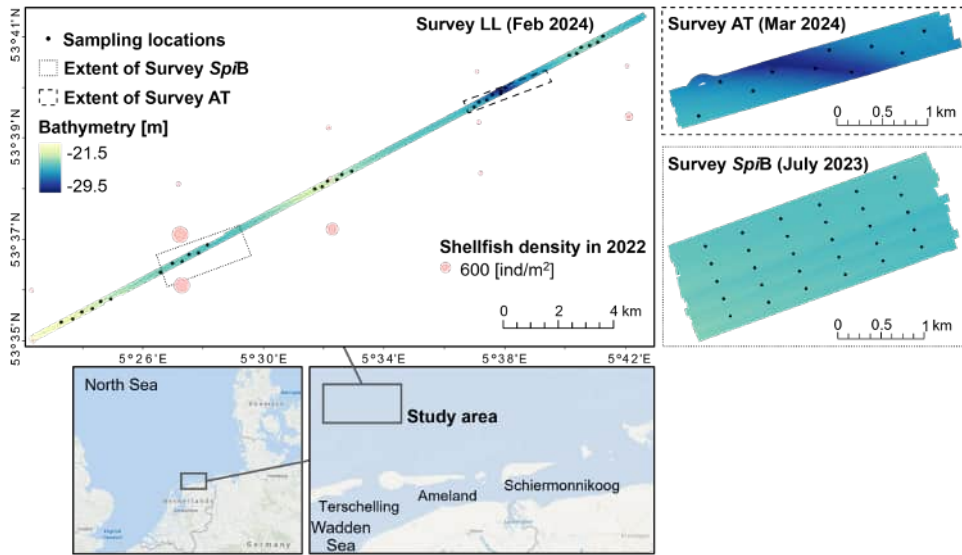 Survey LL (Feb 2024)
Sampling locations
Extent of Survey SpiB
Extent of Survey AT
Bathymetry [m]
-21.5
-29.5
Shellfish density in 2022
600 [ind/m²]
0 2 4 km
53°41'N
53°39'N
53°37'N
53°35'N
5°26'E
5°30'E
5°34'E
5°38'E
5°42'E
Survey AT (Mar 2024)
0 0.5 1 km
Survey SpiB (July 2023)
0 0.5 1 km
North Sea
Germany
Study area
Terschelling
Ameland
Schiermonnikoog
Wadden
Sea